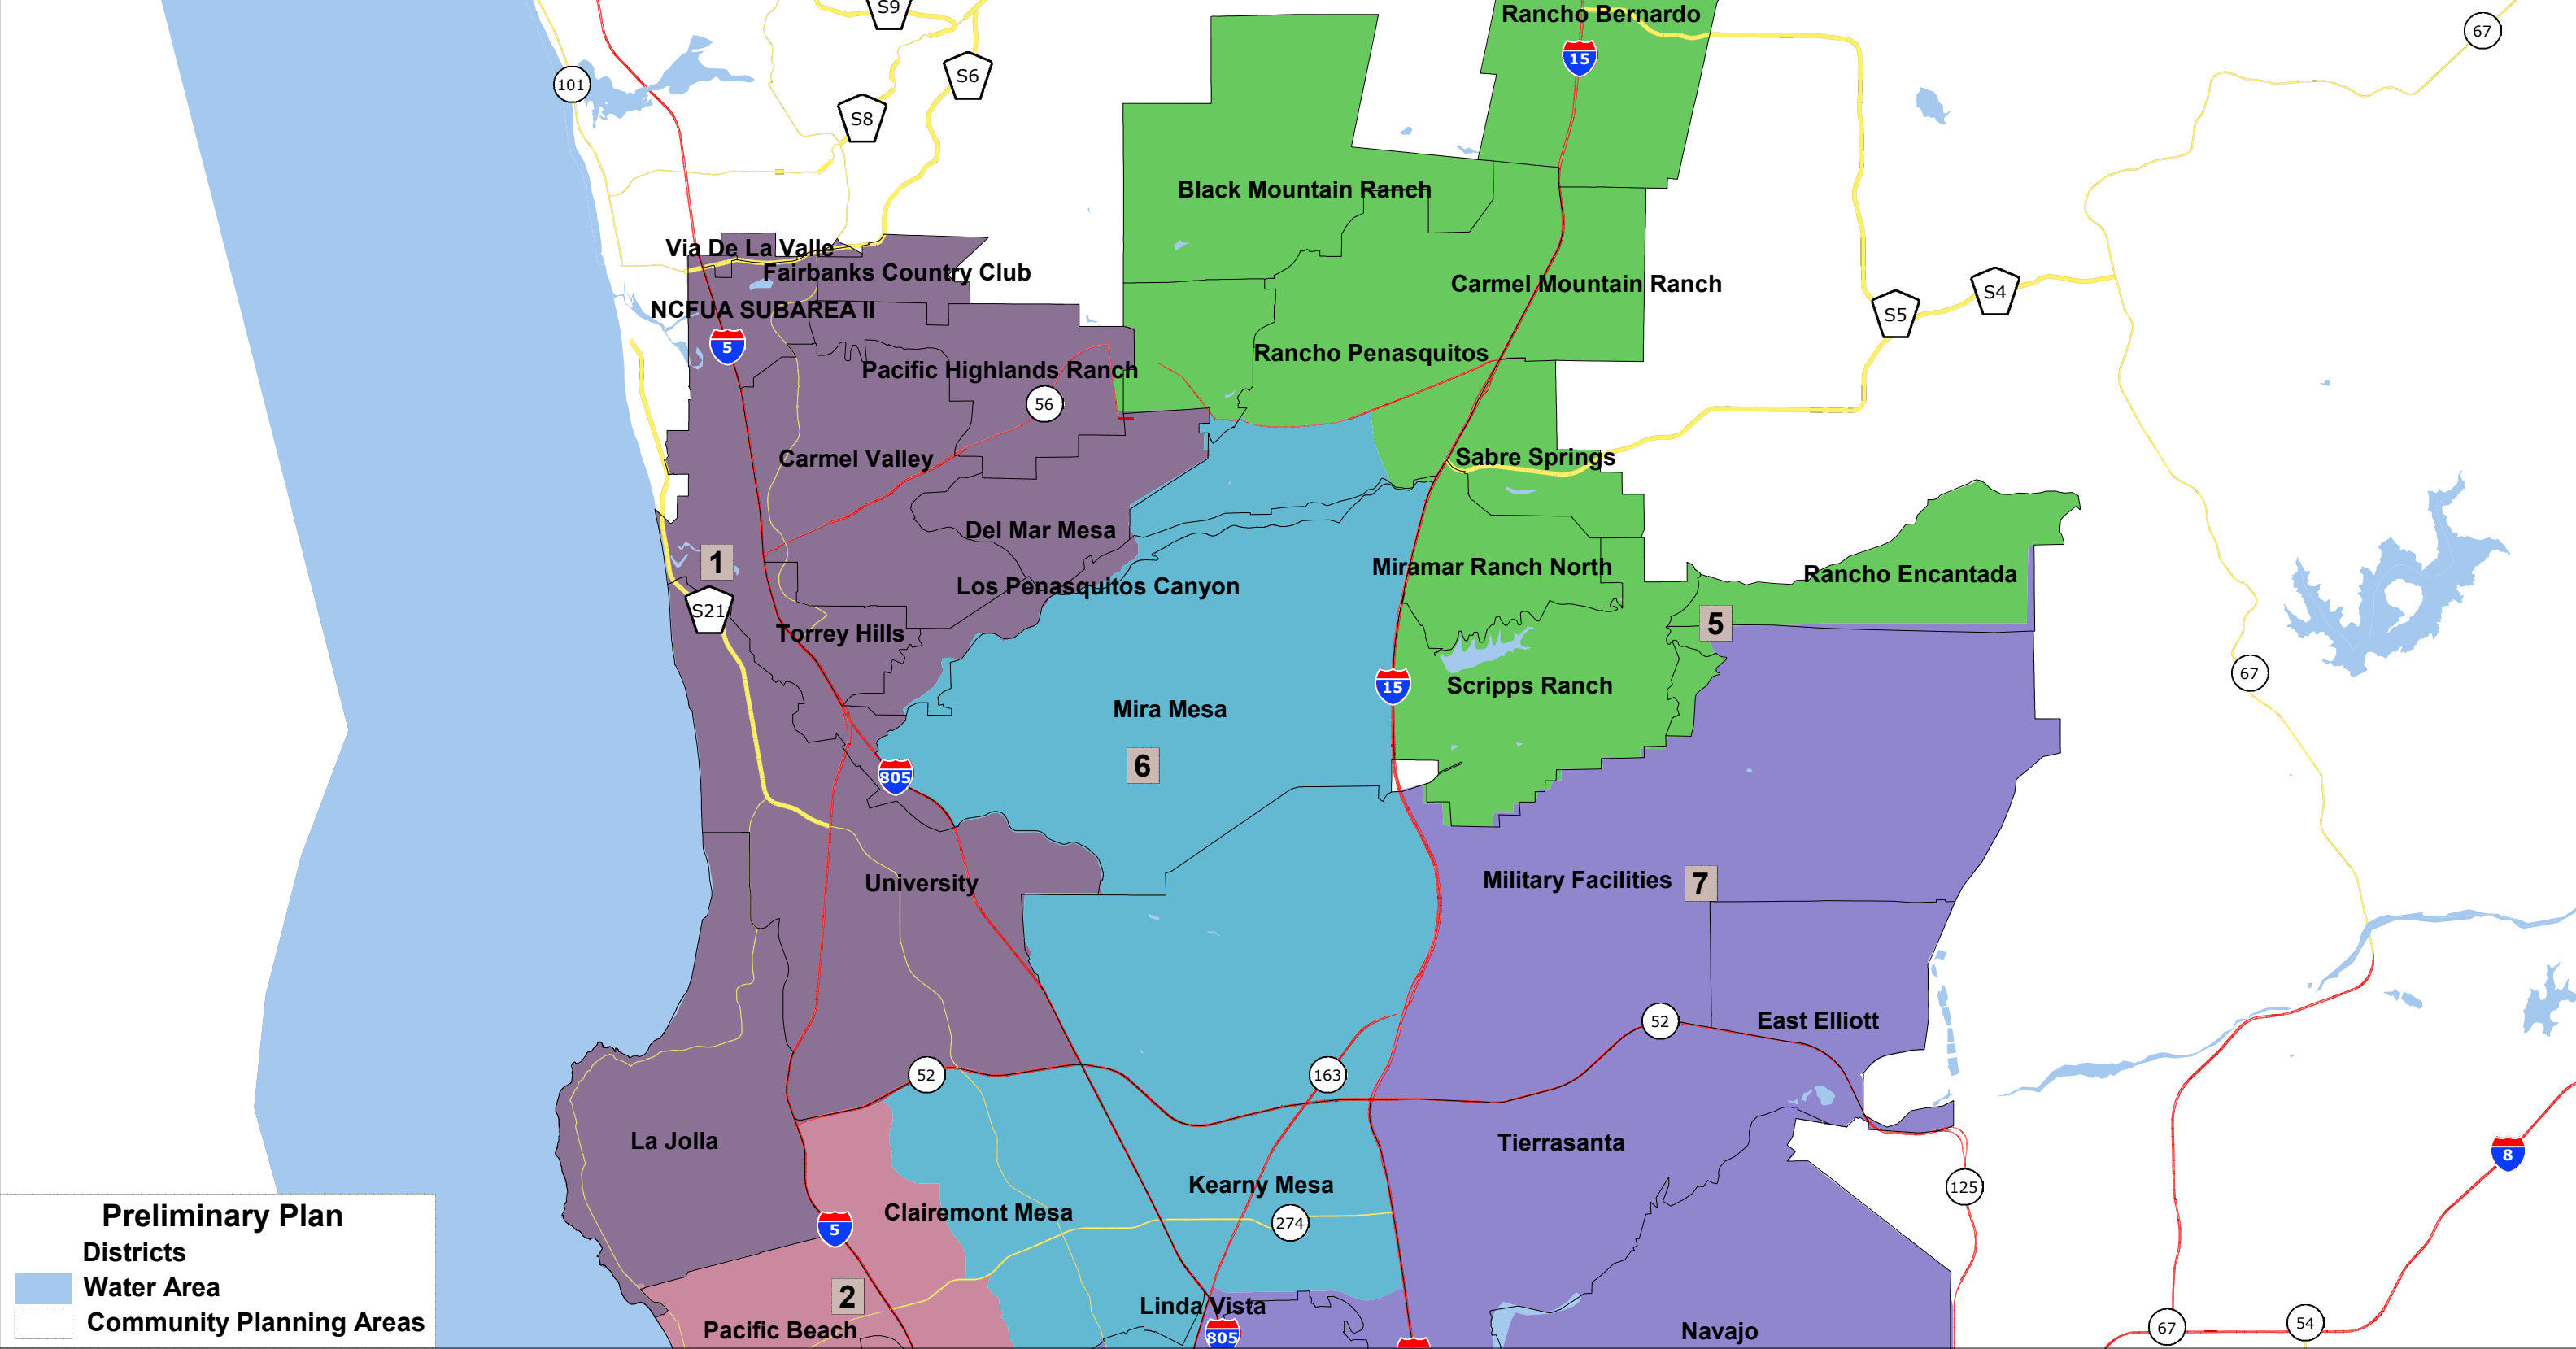 S9
Rancho Bernardo
67
15
S6
101
S8
Black Mountain Ranch
Via De La Valle
Fairbanks Country Club
Carmel Mountain Ranch
S4
NCFUA SUBAREA II
S5
5
Rancho Penasquitos
Pacific Highlands Ranch
56
Carmel Valley
Sabre Springs
Del Mar Mesa
1
Miramar Ranch North
Rancho Encantada
Los Penasquitos Canyon
S21
5
Torrey Hills
67
15
Scripps Ranch
Mira Mesa
6
805
University
Military Facilities
7
52
East Elliott
52
163
La Jolla
Tierrasanta
8
Kearny Mesa
125
Clairemont Mesa
274
5
2
Linda Vista
805
Pacific Beach
Navajo
67
54
Preliminary Plan
Districts
Water Area
Community Planning Areas